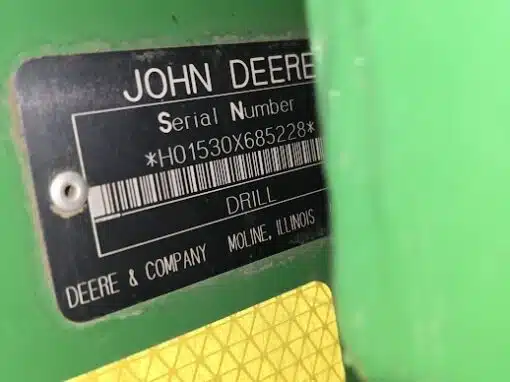 JOHN DEERE
Serial Number
*H01530X685228*
DRILL
DEERE & COMPANY MOLINE, ILLINOIS